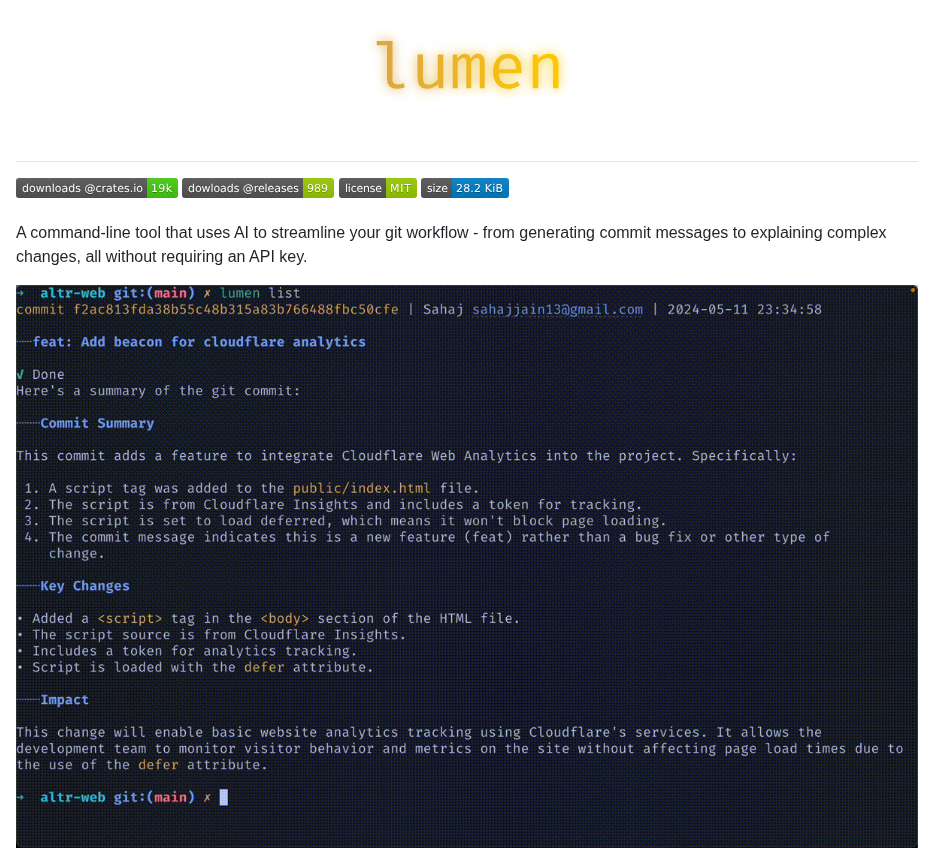 lumen
downloads @crates.io 19k dowloads @releases 989 license MIT size 28.2 KiB
A command-line tool that uses AI to streamline your git workflow - from generating commit messages to explaining complex
changes, all without requiring an API key.
→ altr-web git:(main) ✗ lumen list
commit f2ac813fda38b55c48b315a83b766488fbc50cfe | Sahaj sahajjain13@gmail.com | 2024-05-11 23:34:58
feat: Add beacon for cloudflare analytics
√ Done
Here's a summary of the git commit:
Commit Summary
This commit adds a feature to integrate Cloudflare Web Analytics into the project. Specifically:
1. A script tag was added to the public/index.html file.
2. The script is from Cloudflare Insights and includes a token for tracking.
3. The script is set to load deferred, which means it won't block page loading.
4. The commit message indicates this is a new feature (feat) rather than a bug fix or other type of
change.
Key Changes
• Added a <script> tag in the <body> section of the HTML file.
• The script source is from Cloudflare Insights.
• Includes a token for analytics tracking.
• Script is loaded with the defer attribute.
Impact
This change will enable basic website analytics tracking using Cloudflare's services. It allows the
development team to monitor visitor behavior and metrics on the site without affecting page load times due to
the use of the defer attribute.
→ altr-web git:(main) ✗